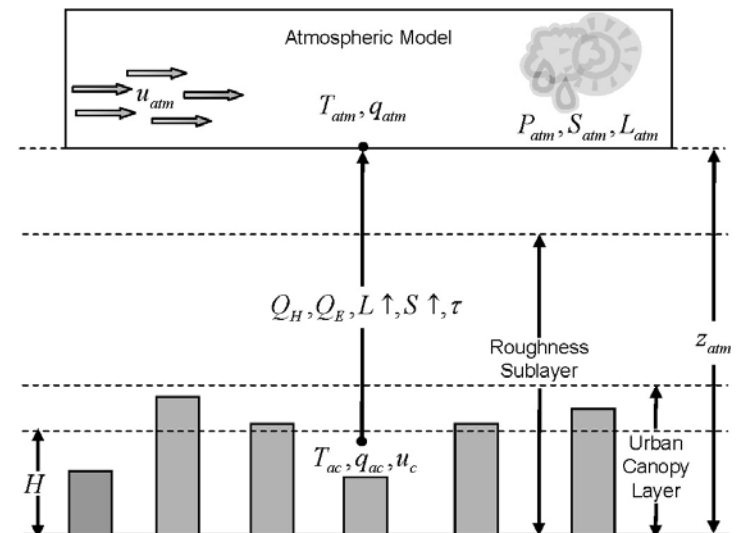 Atmospheric Model
u_atm
T_atm, q_atm
P_atm, S_atm, L_atm
Q_H, Q_E, L ↑, S ↑, τ
z_atm
Roughness
Sublayer
T_ac, q_ac, u_c
H
Urban
Canopy
Layer